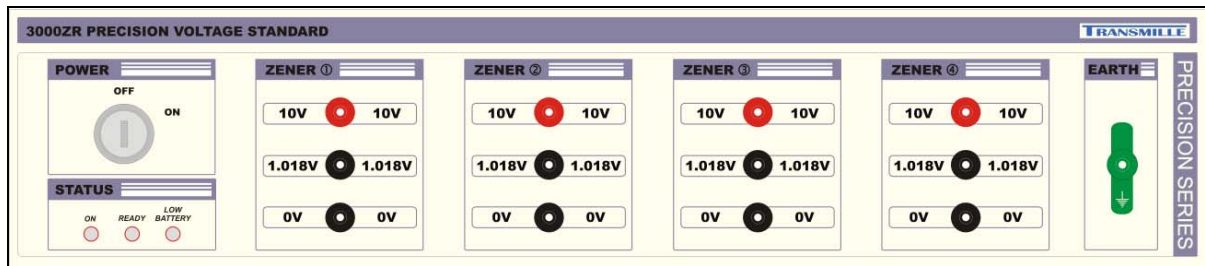 3000ZR PRECISION VOLTAGE STANDARD
TRANSMILLE
POWER
OFF
ON
STATUS
ON READY LOW BATTERY
ZENER ①
10V 10V
1.018V 1.018V
0V 0V
ZENER ②
10V 10V
1.018V 1.018V
0V 0V
ZENER ③
10V 10V
1.018V 1.018V
0V 0V
ZENER ④
10V 10V
1.018V 1.018V
0V 0V
EARTH
PRECISION SERIES